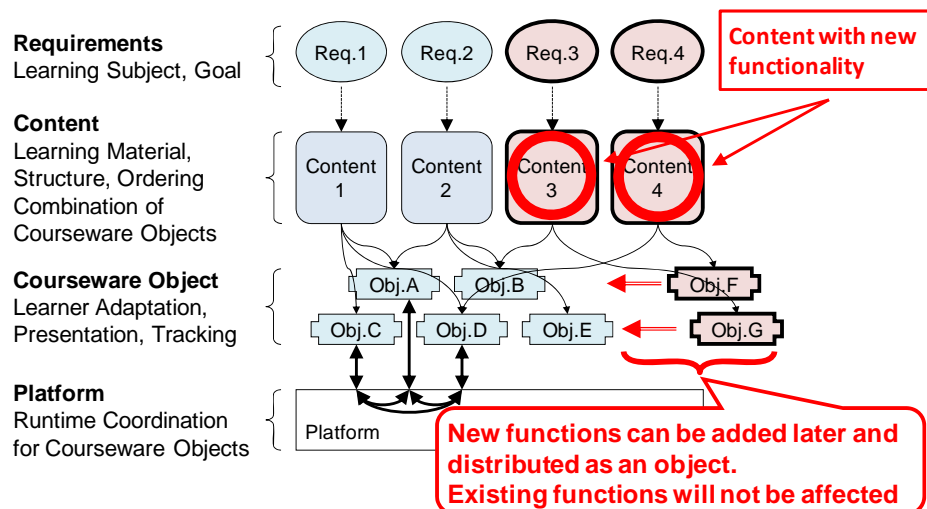 Requirements
Learning Subject, Goal
Req.1
Req.2
Req.3
Req.4
Content with new
functionality
Content
Learning Material,
Structure, Ordering
Combination of
Courseware Objects
Content
1
Content
2
Content
3
Content
4
Courseware Object
Learner Adaptation,
Presentation, Tracking
Obj.A
Obj.B
Obj.F
Obj.C
Obj.D
Obj.E
Obj.G
Platform
Runtime Coordination
for Courseware Objects
Platform
New functions can be added later and
distributed as an object.
Existing functions will not be affected